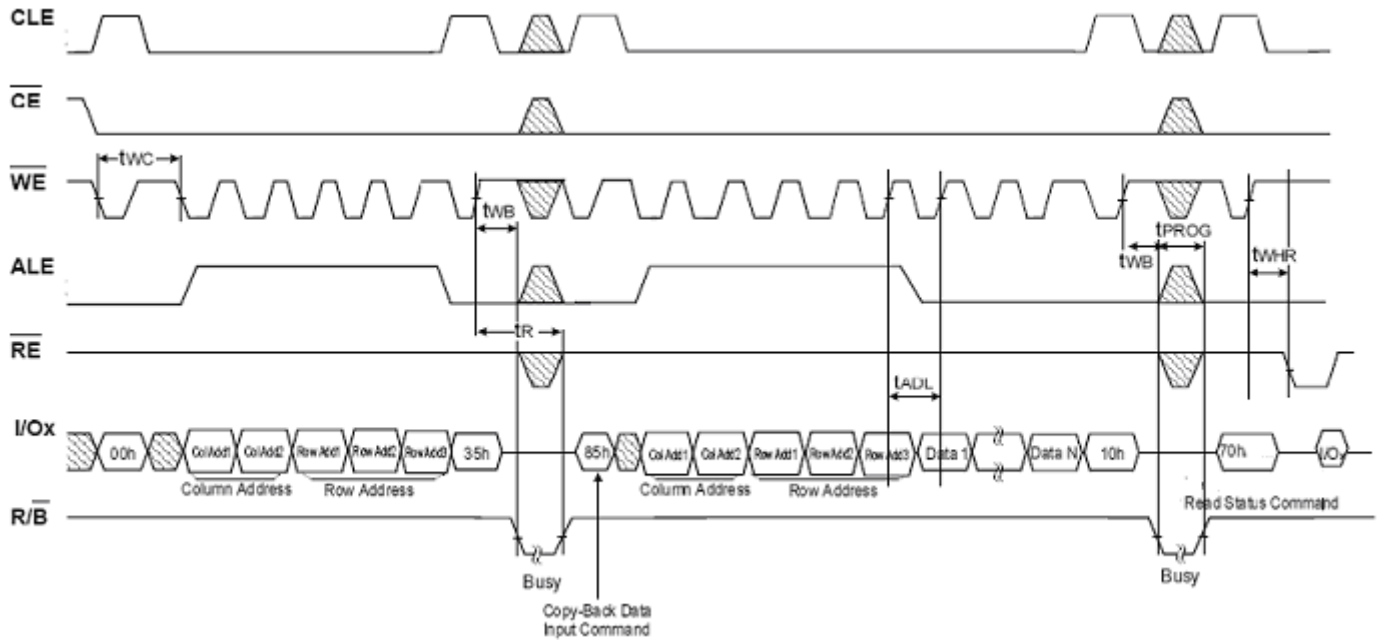 CLE
CE
tWC
WE
tWB
tPROG
tWB
tWHR
ALE
tR
RE
tADL
I/Ox
00h ColAdd1 ColAdd2 RowAdd1 RowAdd2 RowAdd3 35h 85h ColAdd1 ColAdd2 RowAdd1 RowAdd2 RowAdd3 Data 1 Data N 10h 70h I/O
Column Address Row Address Column Address Row Address
Read Status Command
R/B
Busy Busy
Copy-Back Data
Input Command